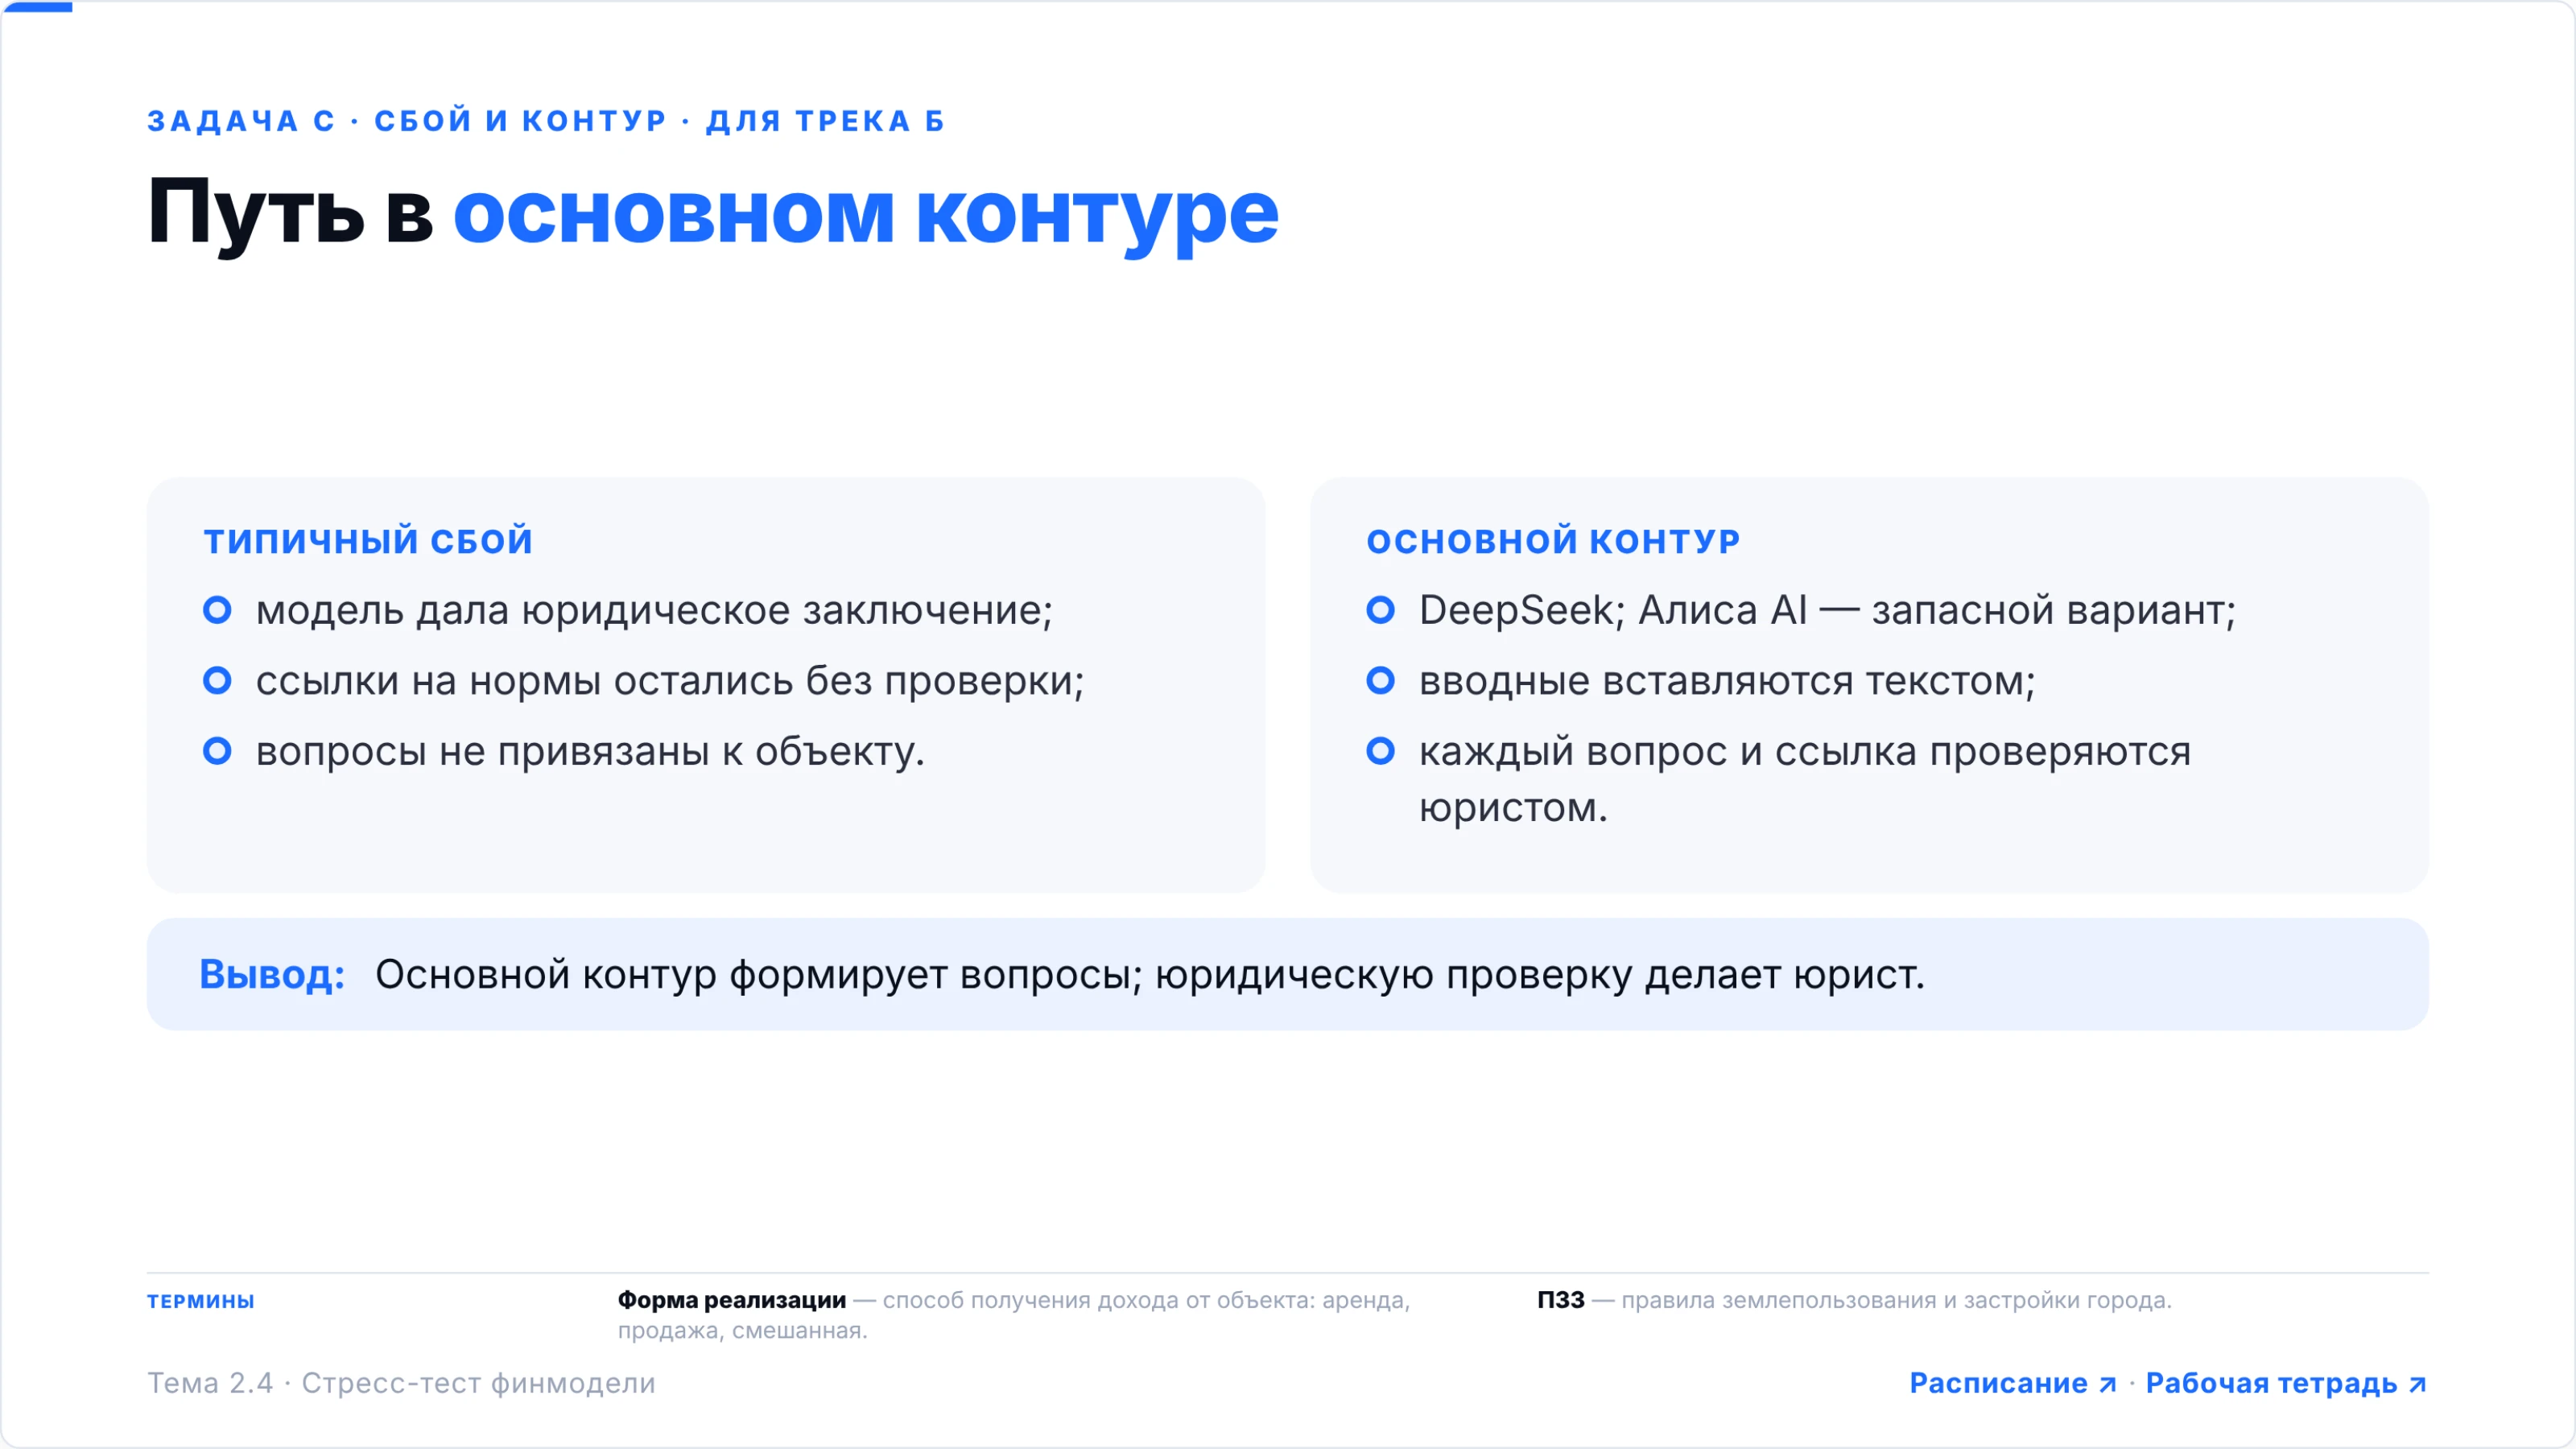 ЗАДАЧА С · СБОЙ И КОНТУР · ДЛЯ ТРЕКА Б
Путь в основном контуре
ТИПИЧНЫЙ СБОЙ
модель дала юридическое заключение;
ссылки на нормы остались без проверки;
вопросы не привязаны к объекту.
ОСНОВНОЙ КОНТУР
DeepSeek; Алиса AI — запасной вариант;
вводные вставляются текстом;
каждый вопрос и ссылка проверяются
юристом.
Вывод: Основной контур формирует вопросы; юридическую проверку делает юрист.
ТЕРМИНЫ
Форма реализации — способ получения дохода от объекта: аренда,
продажа, смешанная.
ПЗЗ — правила землепользования и застройки города.
Тема 2.4 · Стресс-тест финмодели
Расписание ↗ · Рабочая тетрадь ↗